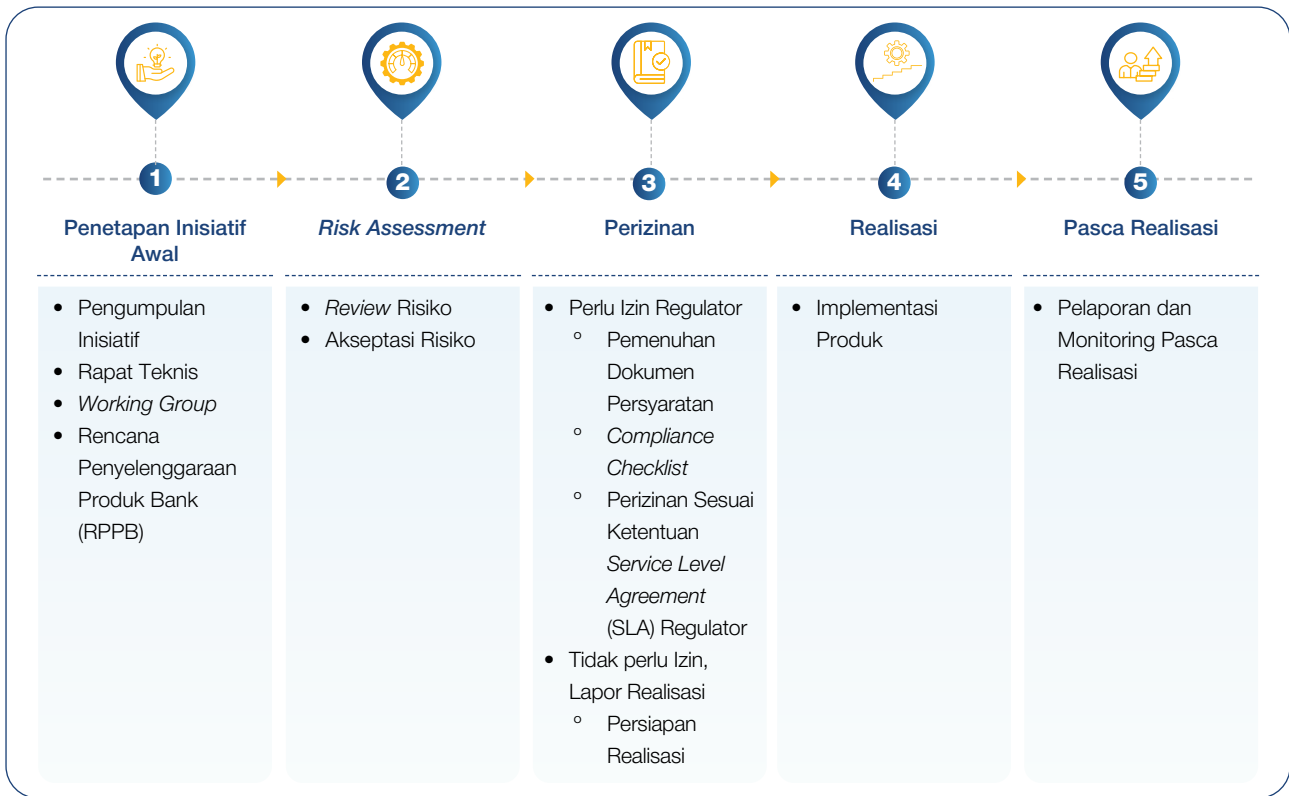 1
Penetapan Inisiatif
Awal
• Pengumpulan
Inisiatif
• Rapat Teknis
• Working Group
• Rencana
Penyelenggaraan
Produk Bank
(RPPB)
2
Risk Assessment
• Review Risiko
• Akseptasi Risiko
3
Perizinan
• Perlu Izin Regulator
° Pemenuhan
Dokumen
Persyaratan
° Compliance
Checklist
° Perizinan Sesuai
Ketentuan
Service Level
Agreement
(SLA) Regulator
• Tidak perlu Izin,
Lapor Realisasi
° Persiapan
Realisasi
4
Realisasi
• Implementasi
Produk
5
Pasca Realisasi
• Pelaporan dan
Monitoring Pasca
Realisasi